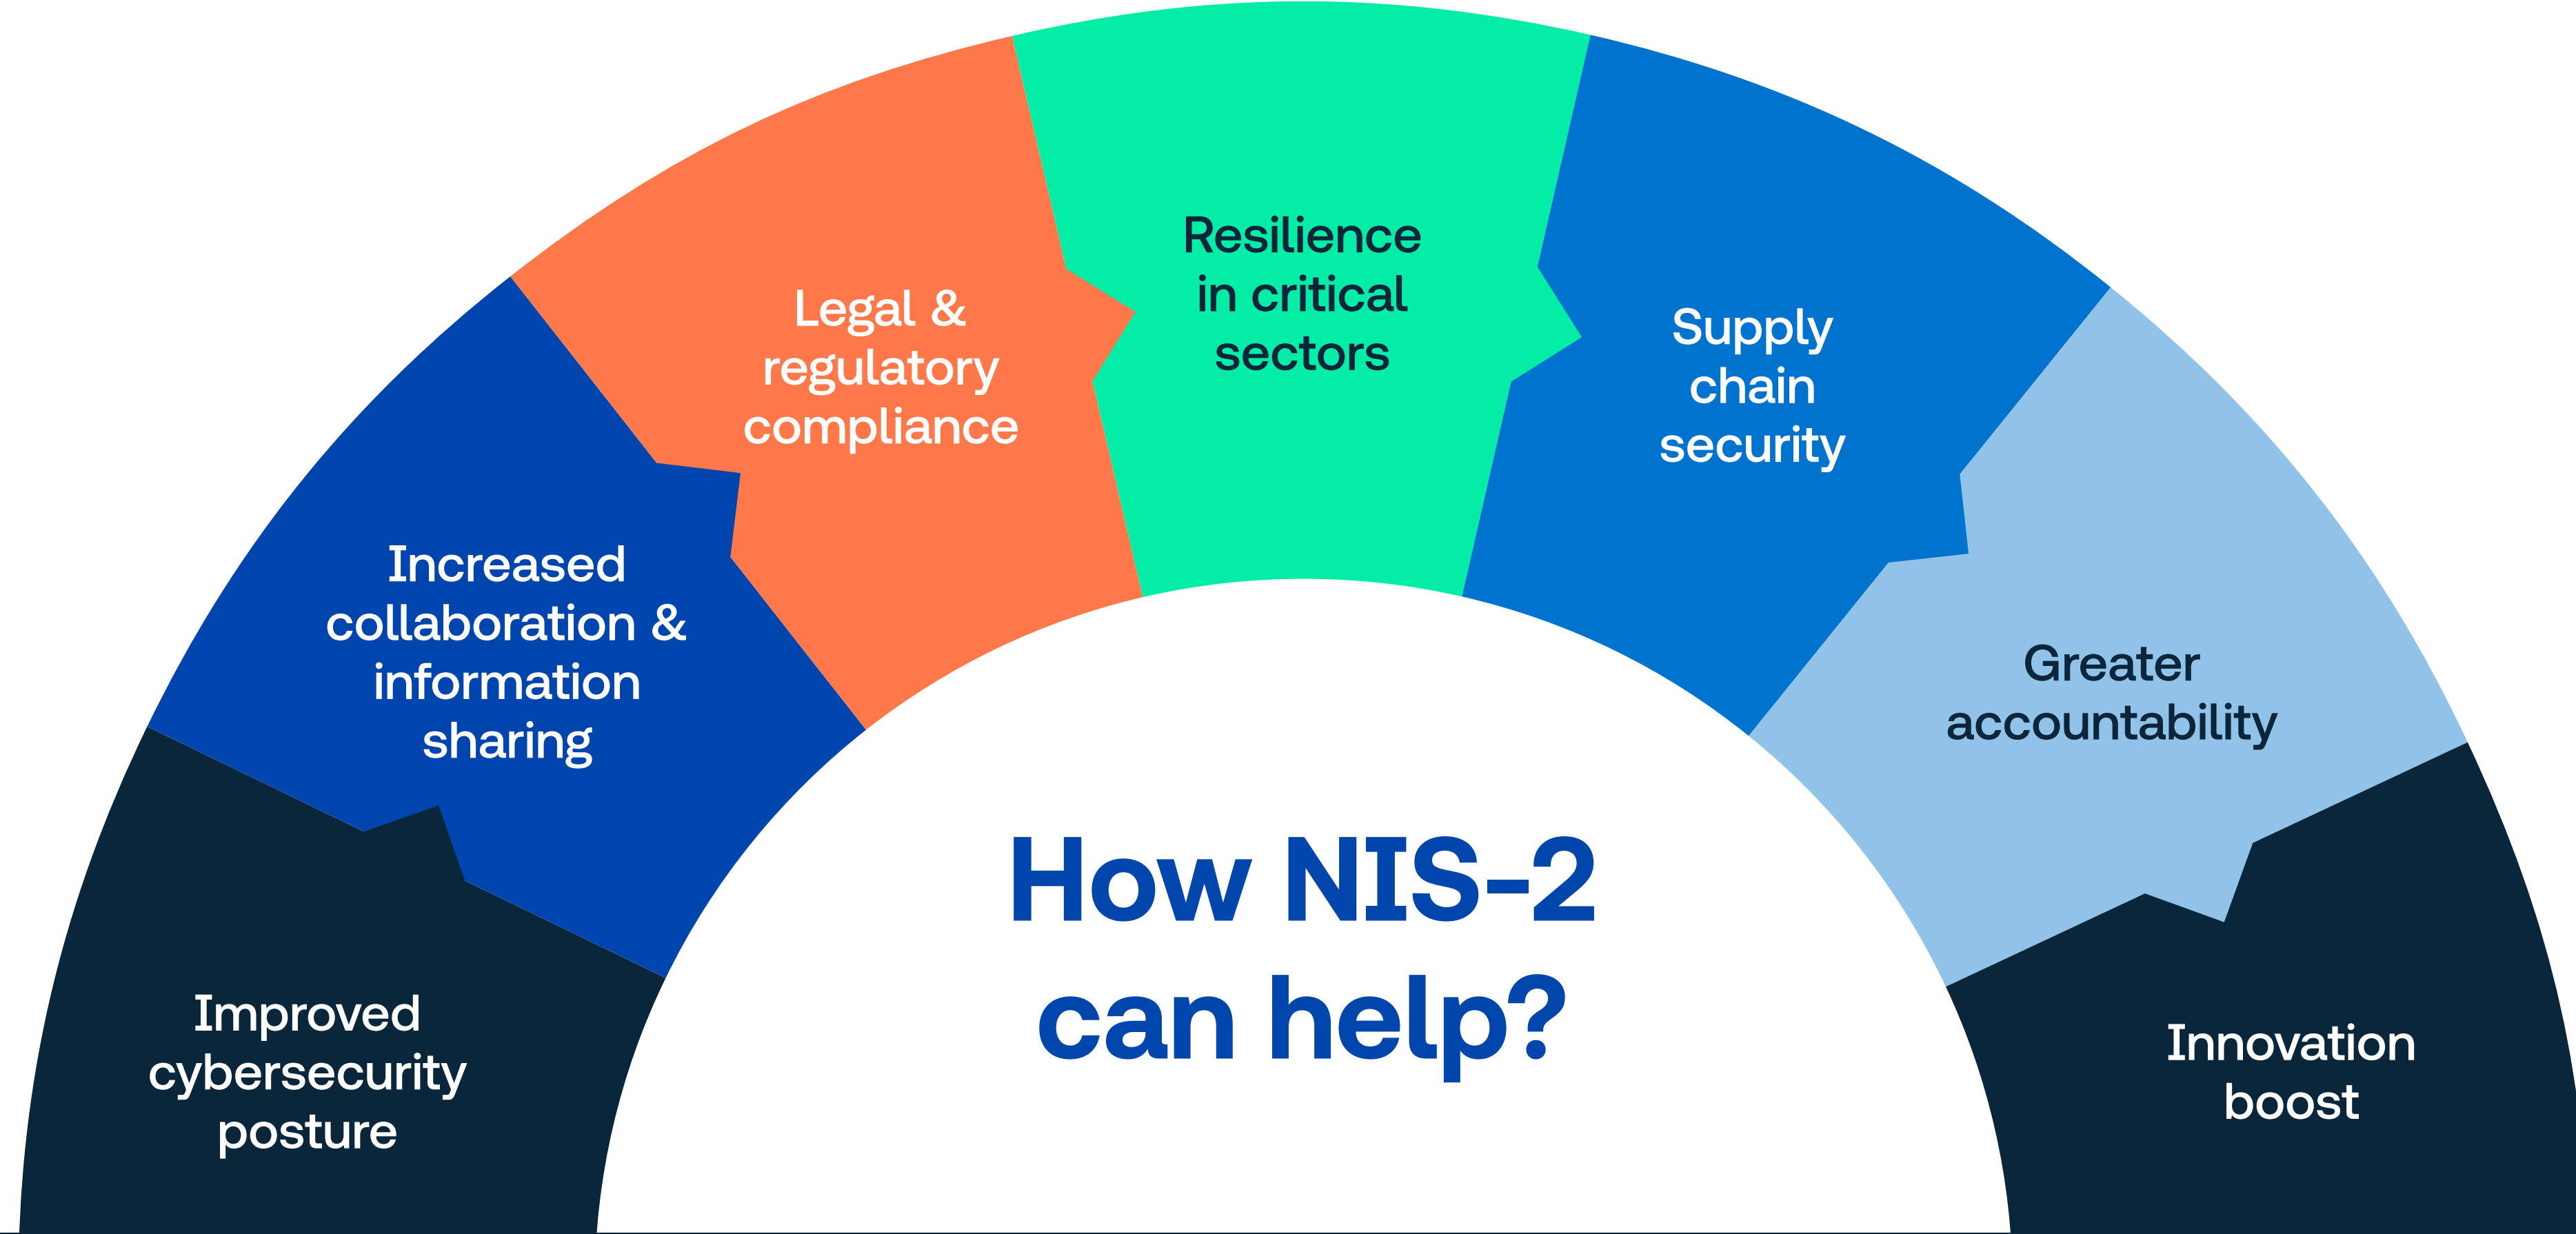 Improved
cybersecurity
posture
Increased
collaboration &
information
sharing
Legal &
regulatory
compliance
Resilience
in critical
sectors
Supply
chain
security
Greater
accountability
Innovation
boost
How NIS-2
can help?